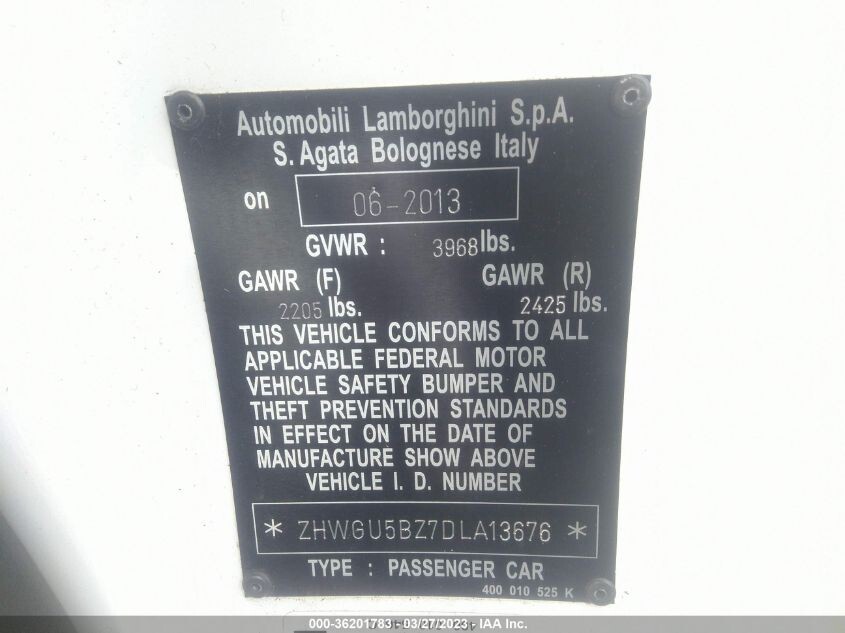 Automobili Lamborghini S.p.A.
S. Agata Bolognese Italy
on 06-2013
GVWR : 3968 lbs.
GAWR (F) GAWR (R)
2205 lbs. 2425 lbs.
THIS VEHICLE CONFORMS TO ALL
APPLICABLE FEDERAL MOTOR
VEHICLE SAFETY BUMPER AND
THEFT PREVENTION STANDARDS
IN EFFECT ON THE DATE OF
MANUFACTURE SHOW ABOVE
VEHICLE I. D. NUMBER
* ZHWGU5BZ7DLA13676 *
TYPE : PASSENGER CAR
400 010 525 K
000-36201783 - 03/27/2023 - IAA Inc.